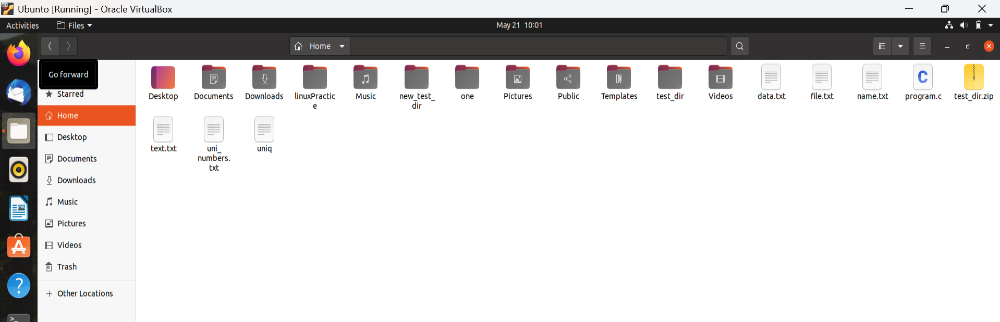 Ubunto [Running] - Oracle VirtualBox
Activities Files May 21 10:01
Home
Go forward
Starred
Home
Desktop
Documents
Downloads
Music
Pictures
Videos
Trash
+ Other Locations
Desktop Documents Downloads linuxPractic Music new_test_ one Pictures Public Templates test_dir Videos data.txt file.txt name.txt program.c test_dir.zip
e dir
text.txt uni_ uniq
numbers.
txt